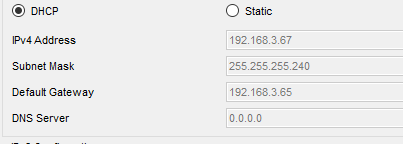 DHCP Static
IPv4 Address 192.168.3.67
Subnet Mask 255.255.255.240
Default Gateway 192.168.3.65
DNS Server 0.0.0.0